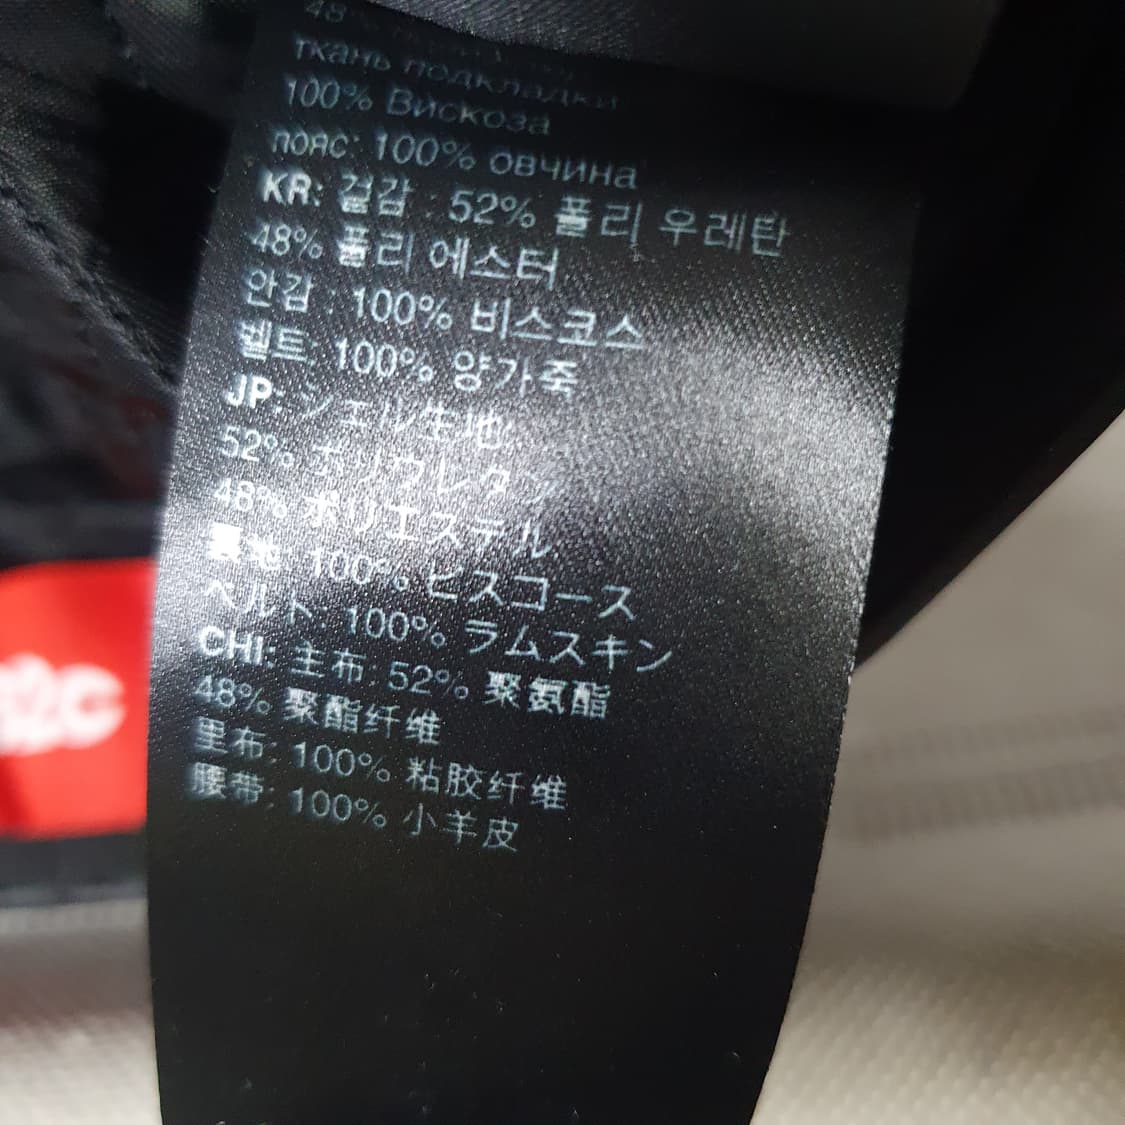 48
ткань подкладки
100% Вискоза
пояс: 100% овчина
KR: 겉감 : 52% 폴리 우레탄
48% 폴리 에스터
안감 : 100% 비스코스
벨트: 100% 양가죽
JP: シエル生地
52% ポリウレタン
48% ポリエステル
裏地: 100% ビスコース
ベルト: 100% ラムスキン
CHI: 主布: 52% 聚氨酯
48% 聚酯纤维
里布: 100% 粘胶纤维
腰带: 100% 小羊皮